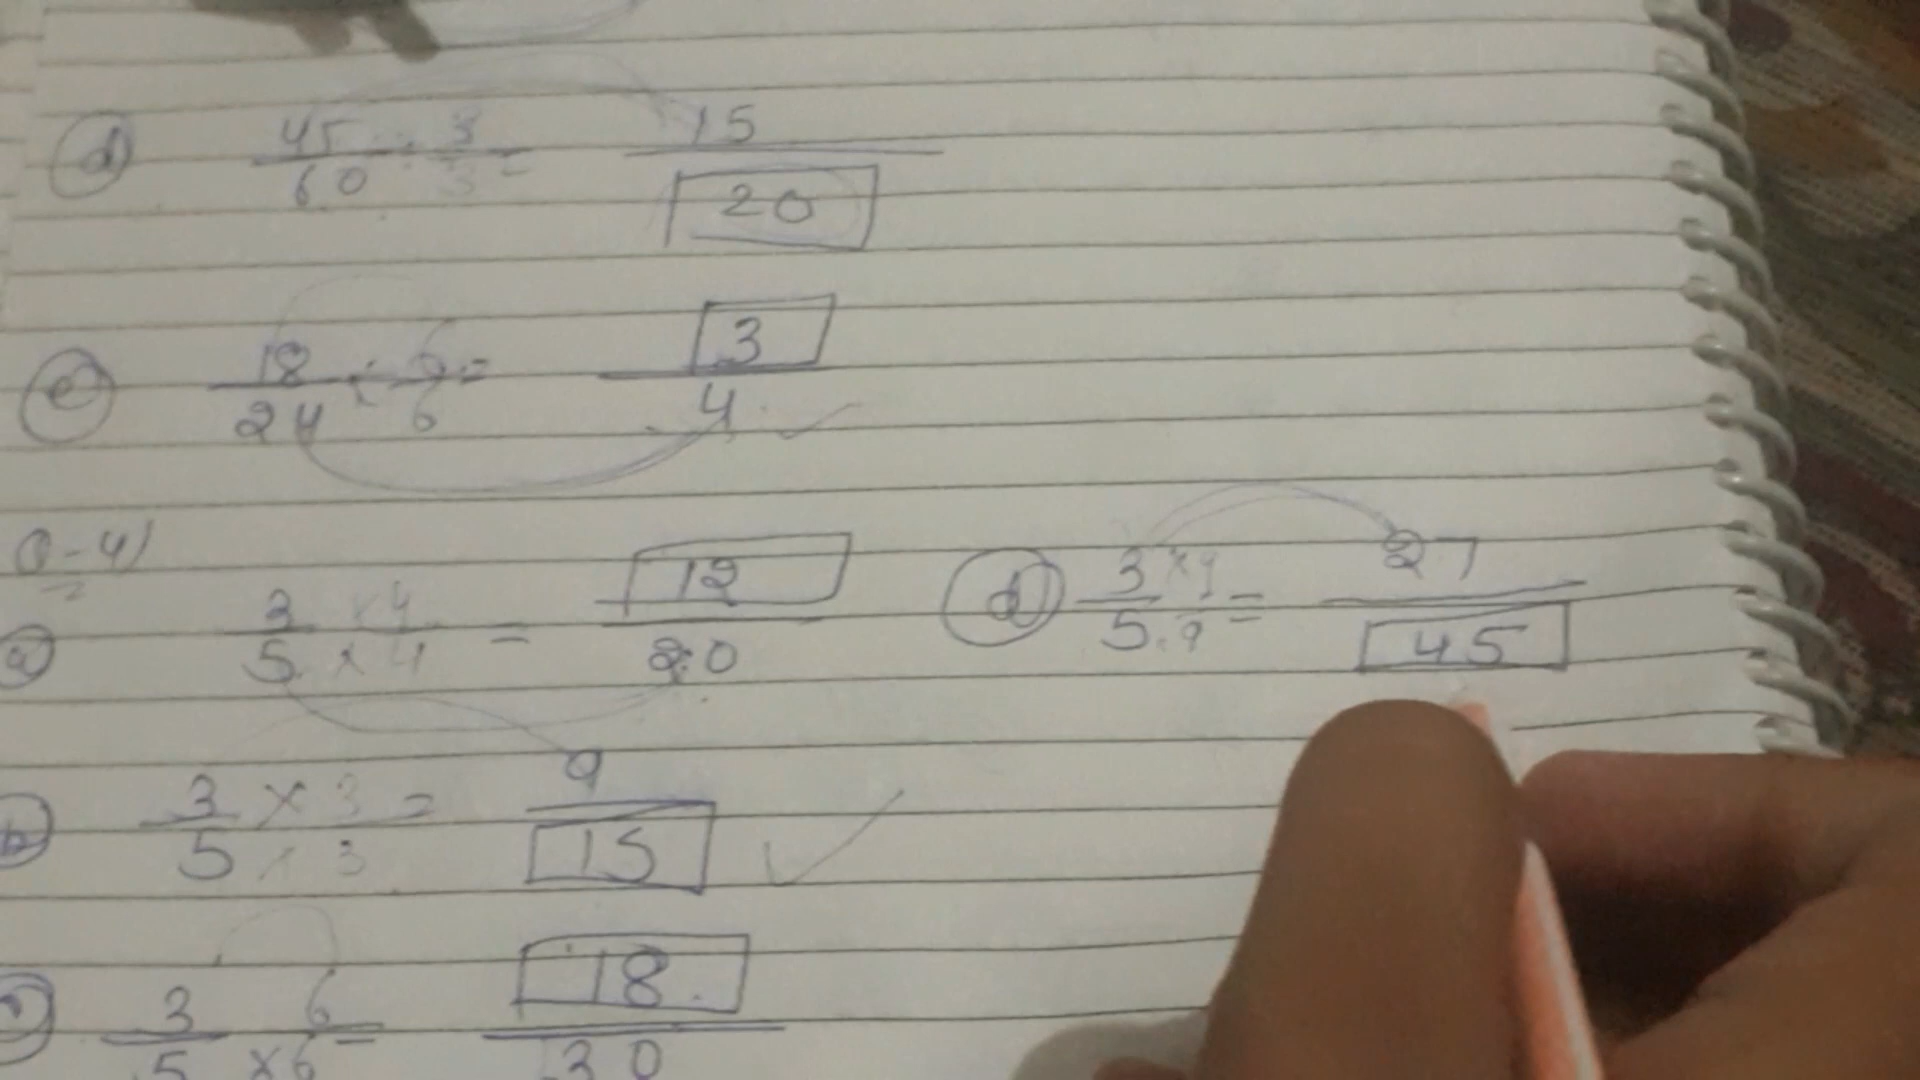 d 45/60 ÷ 3/3 = 15/20
e 18/24 ÷ 6/6 = 3/4
Q-4)
a 3/5 × 4/4 = 12/20
d 3/5 × 9/9 = 27/45
b 3/5 × 3/3 = 9/15 ✓
3/5 × 6/6 = 18/30